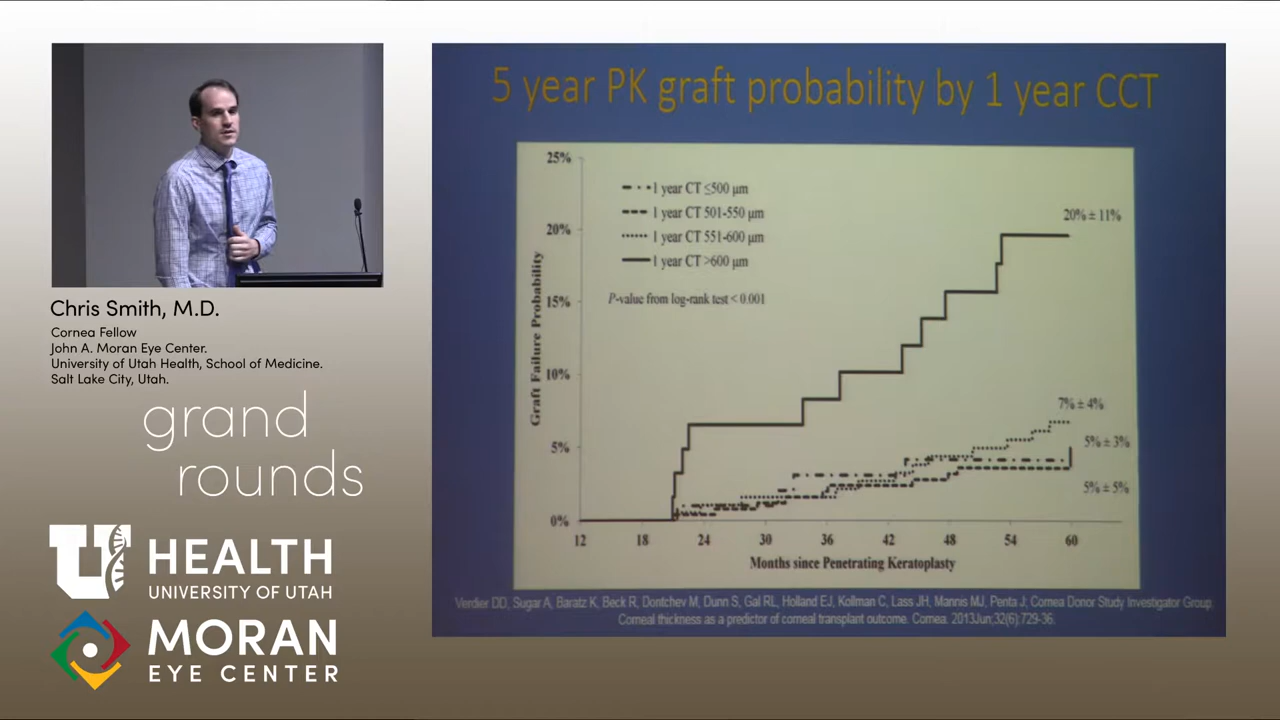 5 year PK graft probability by 1 year CCT
25%
20%
15%
10%
5%
0%
Graft Failure Probability
1 year CT ≤500 μm
1 year CT 501-550 μm
1 year CT 551-600 μm
1 year CT >600 μm
P-value from log-rank test < 0.001
20% ± 11%
7% ± 4%
5% ± 3%
5% ± 5%
12 18 24 30 36 42 48 54 60
Months since Penetrating Keratoplasty
Verdier DD, Sugar A, Baratz K, Beck R, Dontchev M, Dunn S, Gal RL, Holland EJ, Kollman C, Lass JH, Mannis MJ, Penta J; Cornea Donor Study Investigator Group.
Corneal thickness as a predictor of corneal transplant outcome. Cornea. 2013Jun;32(6):729-36.
Chris Smith, M.D.
Cornea Fellow
John A. Moran Eye Center.
University of Utah Health, School of Medicine.
Salt Lake City, Utah.
grand
rounds
U HEALTH
UNIVERSITY OF UTAH
MORAN
EYE CENTER